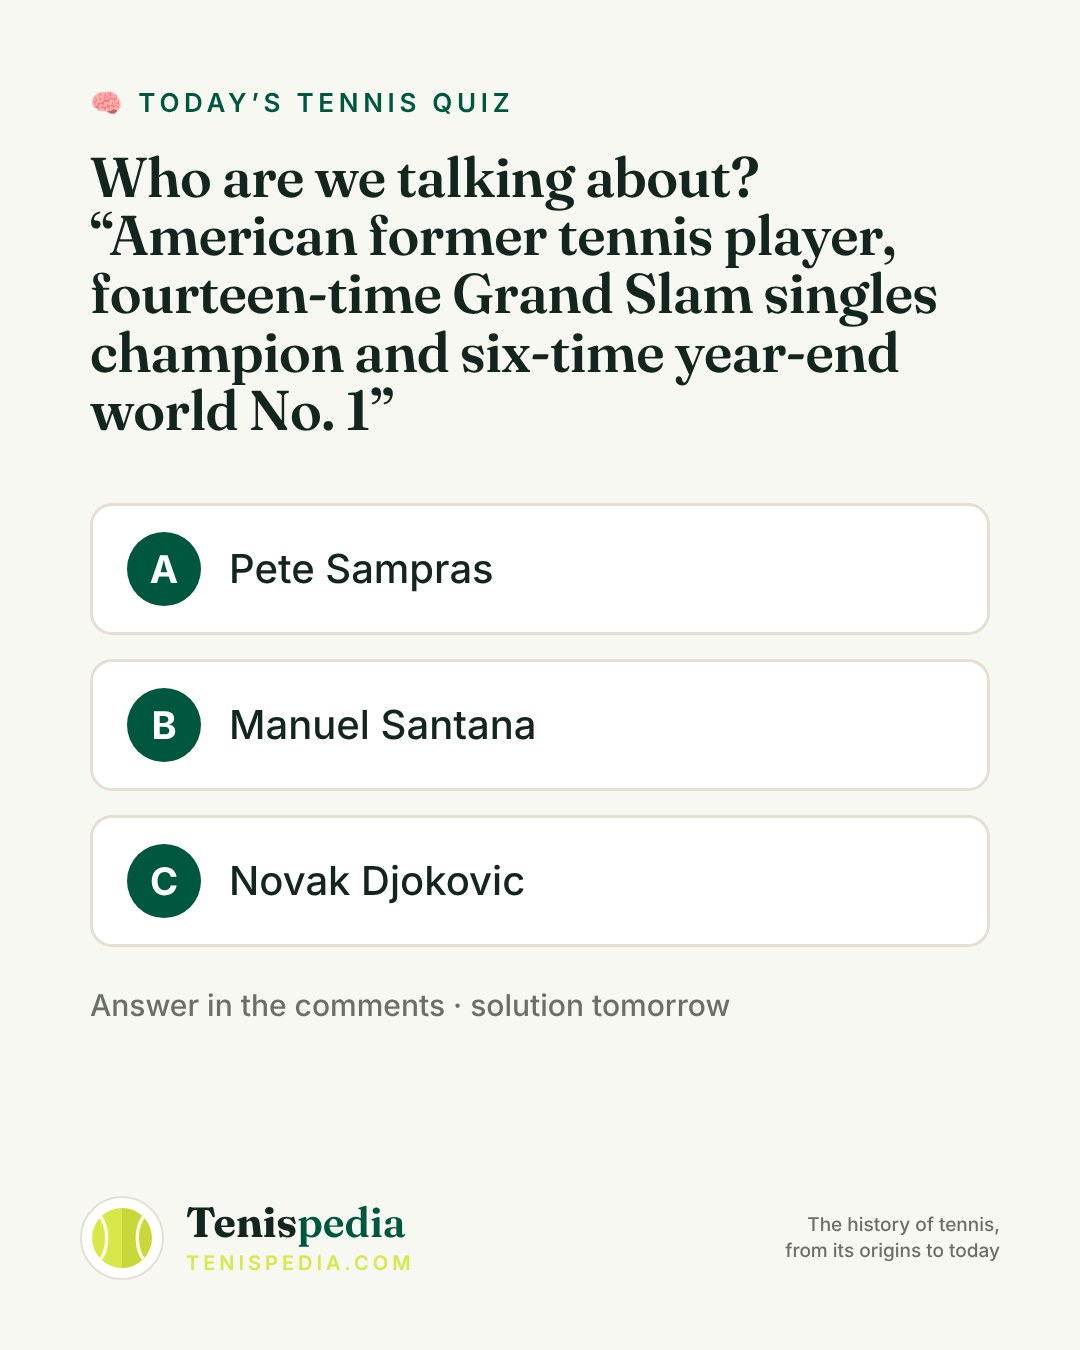 🧠 TODAY’S TENNIS QUIZ
Who are we talking about?
“American former tennis player,
fourteen-time Grand Slam singles
champion and six-time year-end
world No. 1”
A Pete Sampras
B Manuel Santana
C Novak Djokovic
Answer in the comments · solution tomorrow
Tenispedia
TENISPEDIA.COM
The history of tennis,
from its origins to today